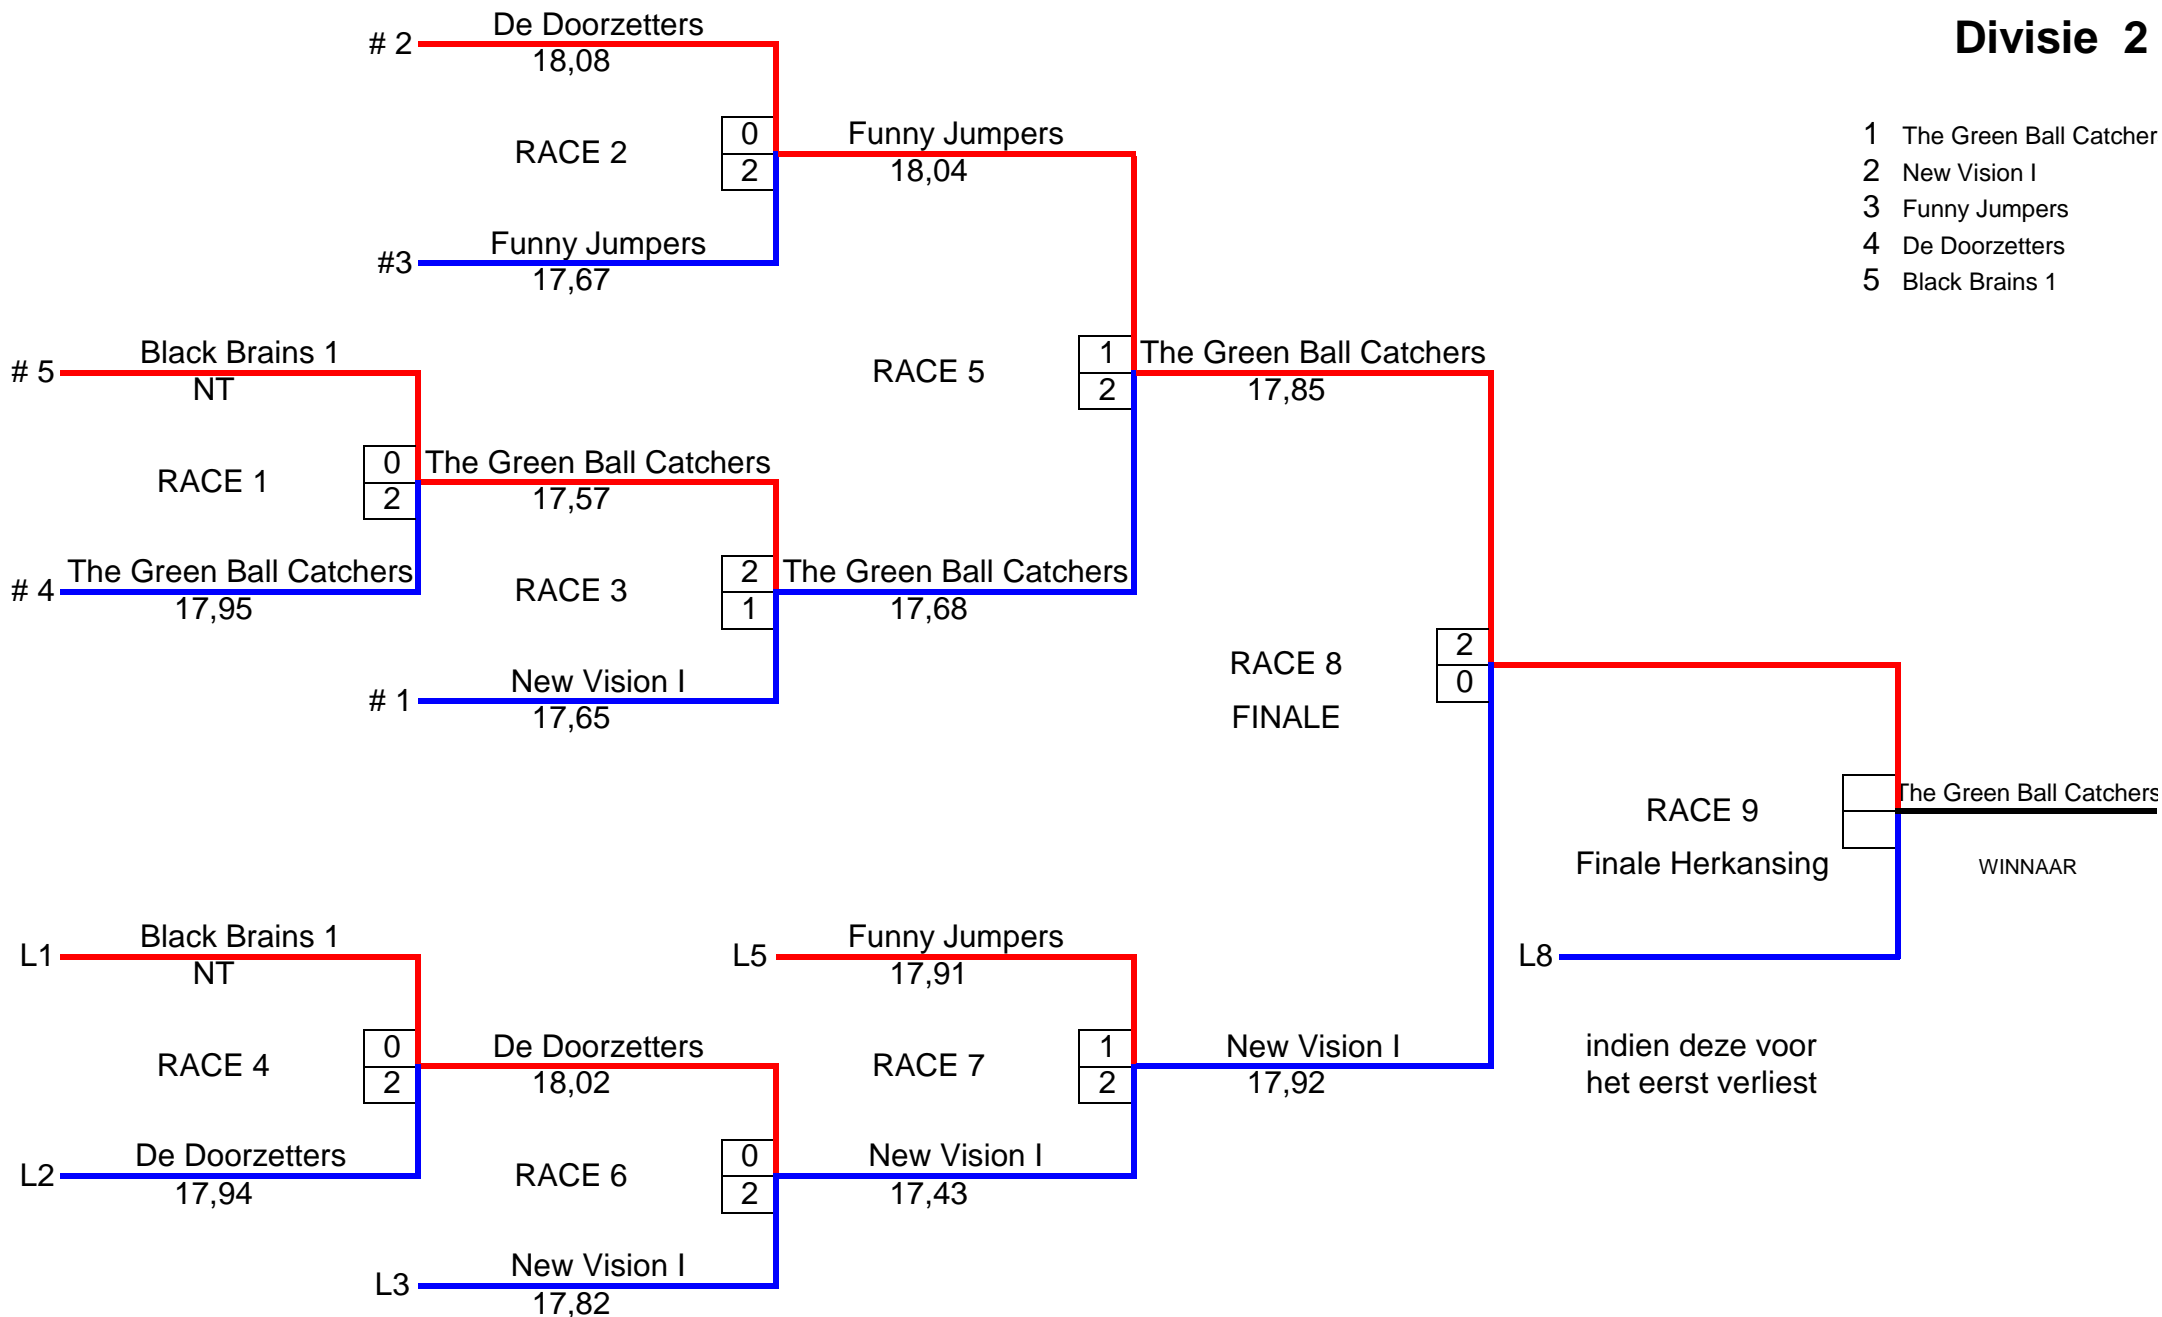 Divisie 2
1 The Green Ball Catcher
2 New Vision I
3 Funny Jumpers
4 De Doorzetters
5 Black Brains 1
# 2 De Doorzetters
18,08
RACE 2
0
2
#3 Funny Jumpers
17,67
Funny Jumpers
18,04
# 5 Black Brains 1
NT
RACE 1
0
2
# 4 The Green Ball Catchers
17,95
The Green Ball Catchers
17,57
RACE 3
2
1
# 1 New Vision I
17,65
The Green Ball Catchers
17,68
RACE 5
1
2
The Green Ball Catchers
17,85
RACE 8
FINALE
2
0
RACE 9
Finale Herkansing
The Green Ball Catchers
WINNAAR
L8
indien deze voor
het eerst verliest
L1 Black Brains 1
NT
RACE 4
0
2
L2 De Doorzetters
17,94
De Doorzetters
18,02
RACE 6
0
2
L3 New Vision I
17,82
L5 Funny Jumpers
17,91
RACE 7
1
2
New Vision I
17,43
New Vision I
17,92